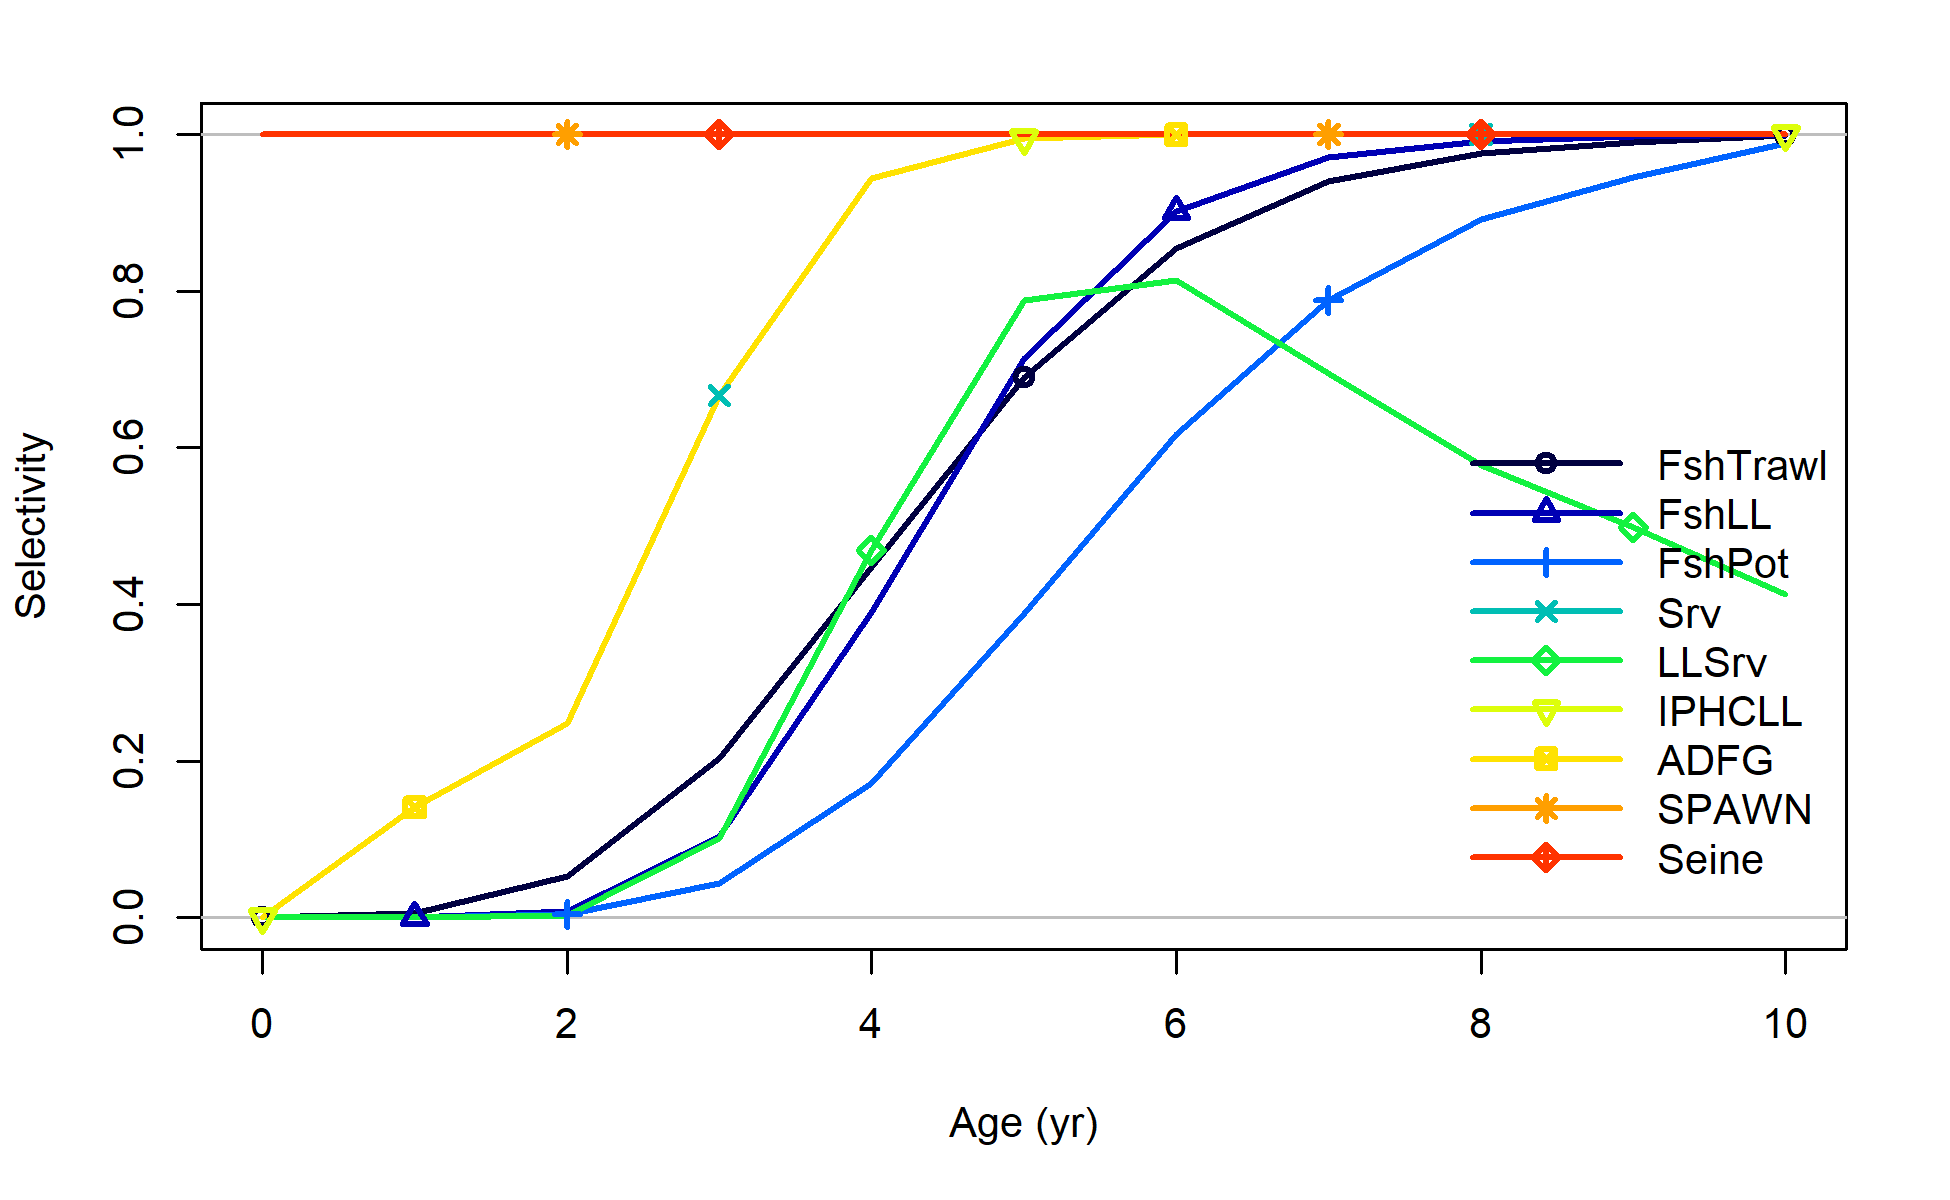 Selectivity
1.0
0.8
0.6
0.4
0.2
0.0
FshTrawl
FshLL
FshPot
Srv
LLSrv
IPHCLL
ADFG
SPAWN
Seine
0 2 4 6 8 10
Age (yr)